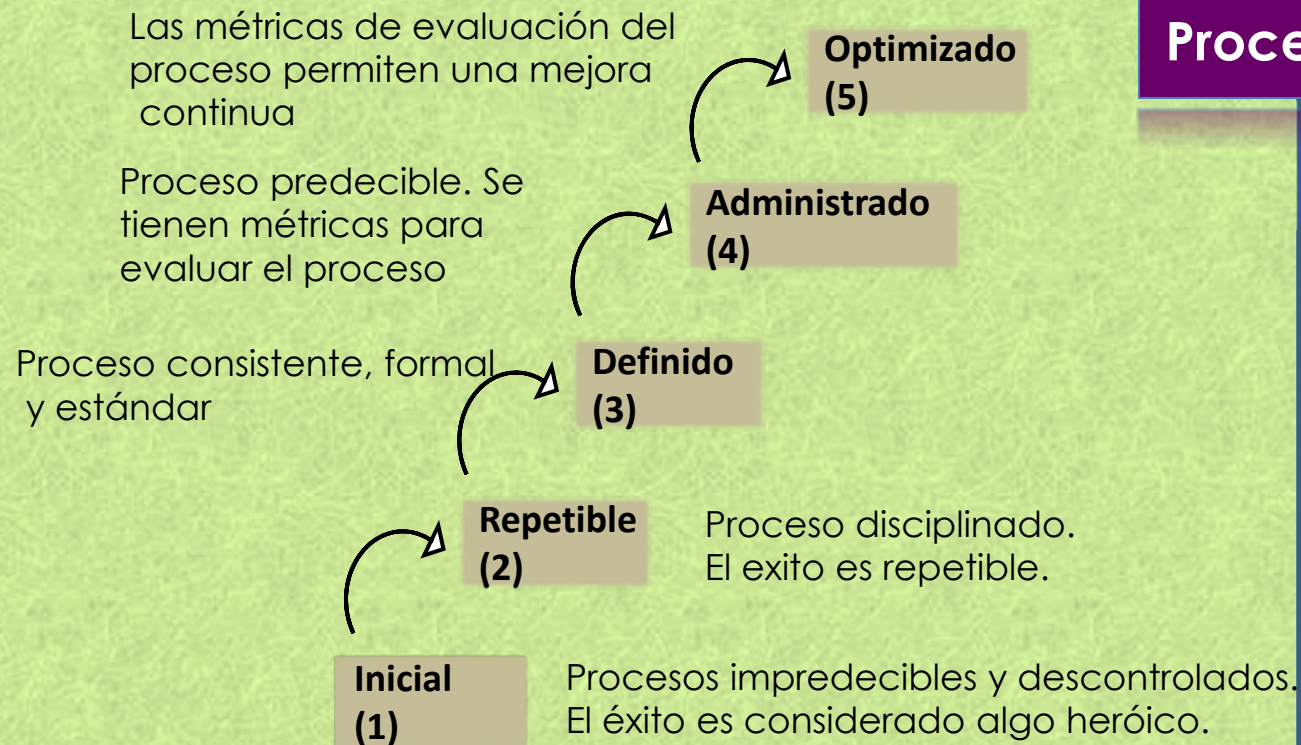 Las métricas de evaluación del
proceso permiten una mejora
continua
Optimizado
(5)
Proce
Proceso predecible. Se
tienen métricas para
evaluar el proceso
Administrado
(4)
Proceso consistente, formal
y estándar
Definido
(3)
Repetible
(2)
Proceso disciplinado.
El exito es repetible.
Inicial
(1)
Procesos impredecibles y descontrolados.
El éxito es considerado algo heróico.